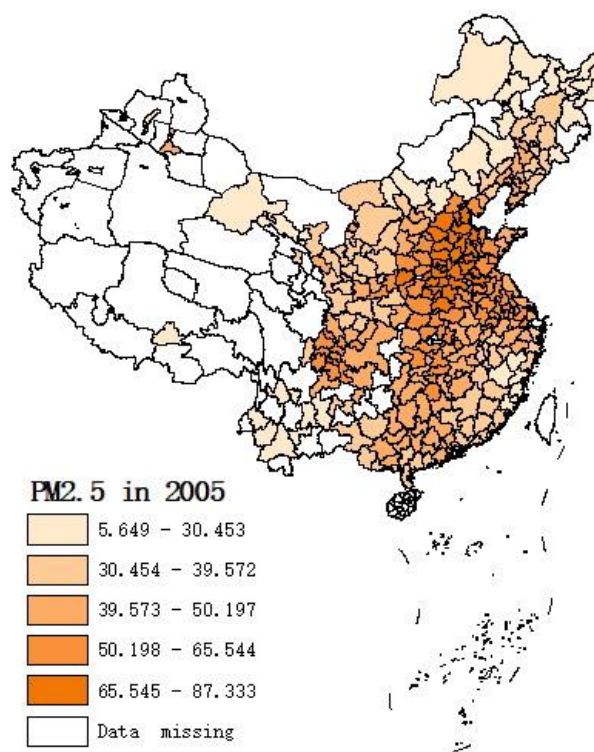 PM2.5 in 2005
5.649 - 30.453
30.454 - 39.572
39.573 - 50.197
50.198 - 65.544
65.545 - 87.333
Data missing